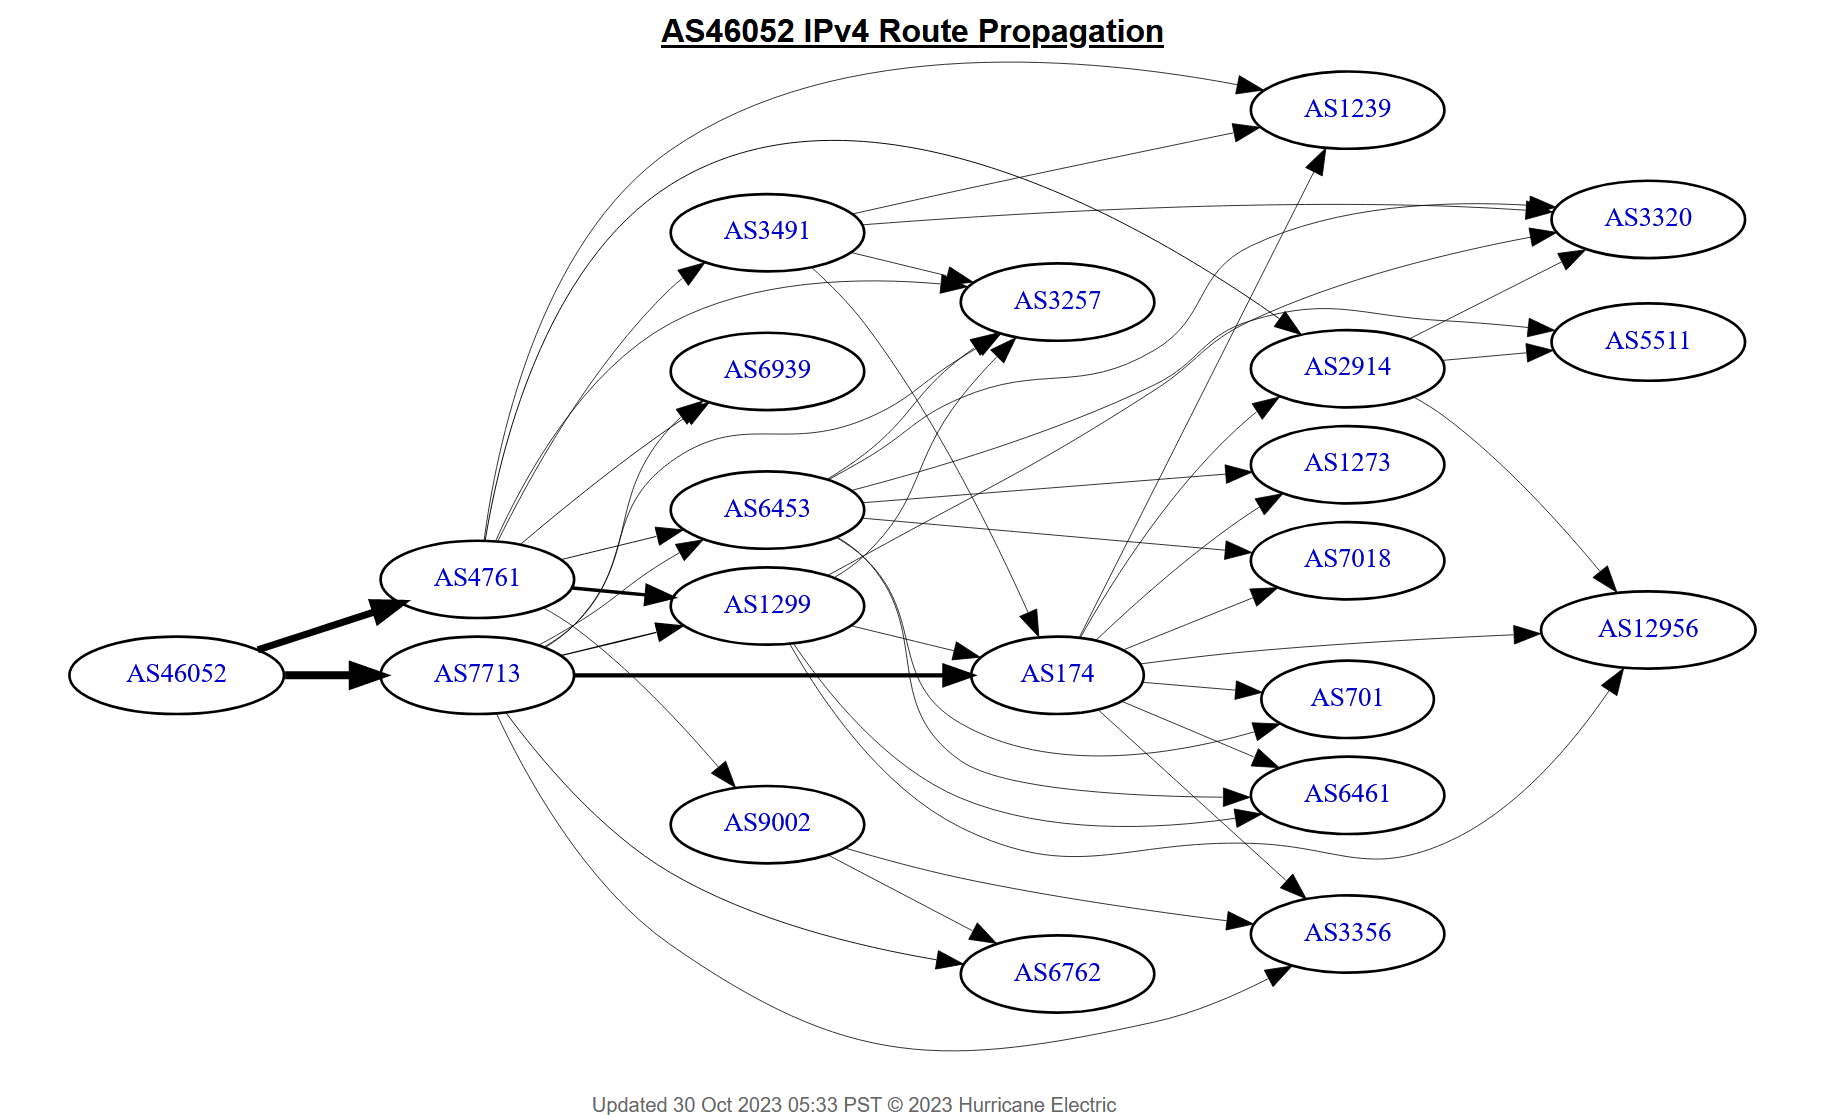 AS46052 IPv4 Route Propagation
AS1239
AS3320
AS3491
AS3257
AS5511
AS6939
AS2914
AS1273
AS6453
AS7018
AS4761
AS1299
AS12956
AS46052
AS7713
AS174
AS701
AS6461
AS9002
AS3356
AS6762
Updated 30 Oct 2023 05:33 PST © 2023 Hurricane Electric